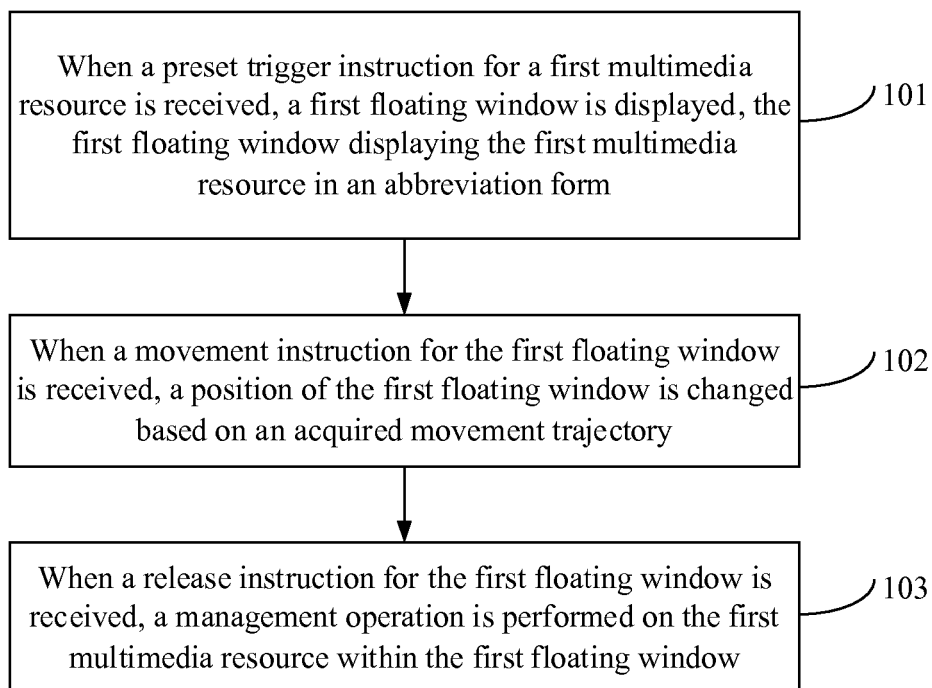 When a preset trigger instruction for a first multimedia
resource is received, a first floating window is displayed, the
first floating window displaying the first multimedia
resource in an abbreviation form
101
When a movement instruction for the first floating window
is received, a position of the first floating window is changed
based on an acquired movement trajectory
102
When a release instruction for the first floating window is
received, a management operation is performed on the first
multimedia resource within the first floating window
103